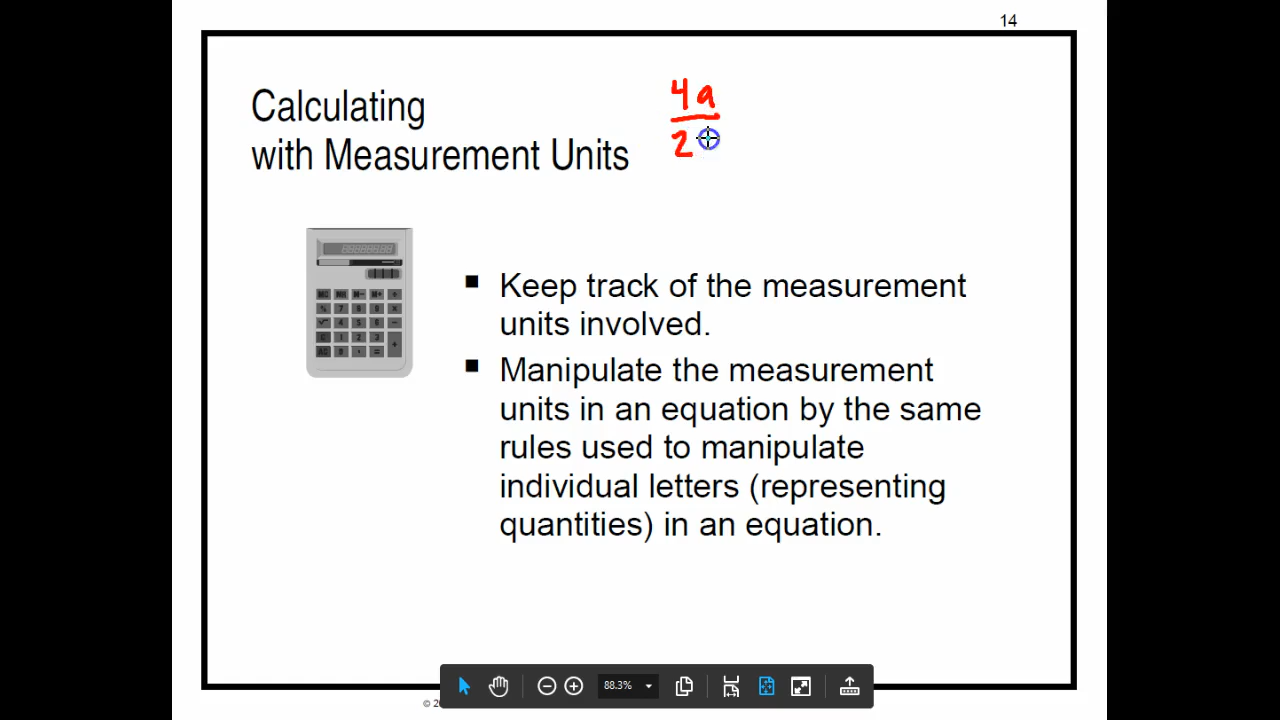 14
Calculating
with Measurement Units
4a
2
■ Keep track of the measurement
units involved.
■ Manipulate the measurement
units in an equation by the same
rules used to manipulate
individual letters (representing
quantities) in an equation.
88.3%